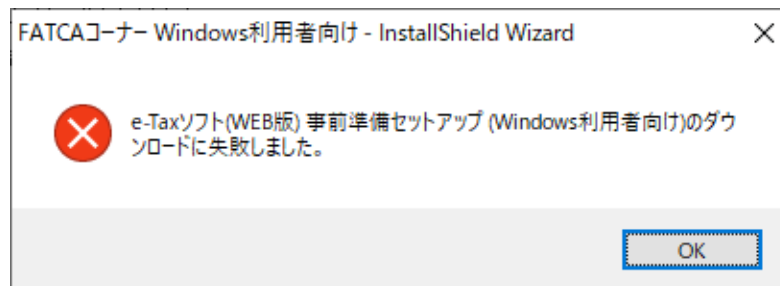 FATCAコーナー Windows利用者向け - InstallShield Wizard
e-Taxソフト(WEB版) 事前準備セットアップ (Windows利用者向け)のダウ
ンロードに失敗しました。
OK